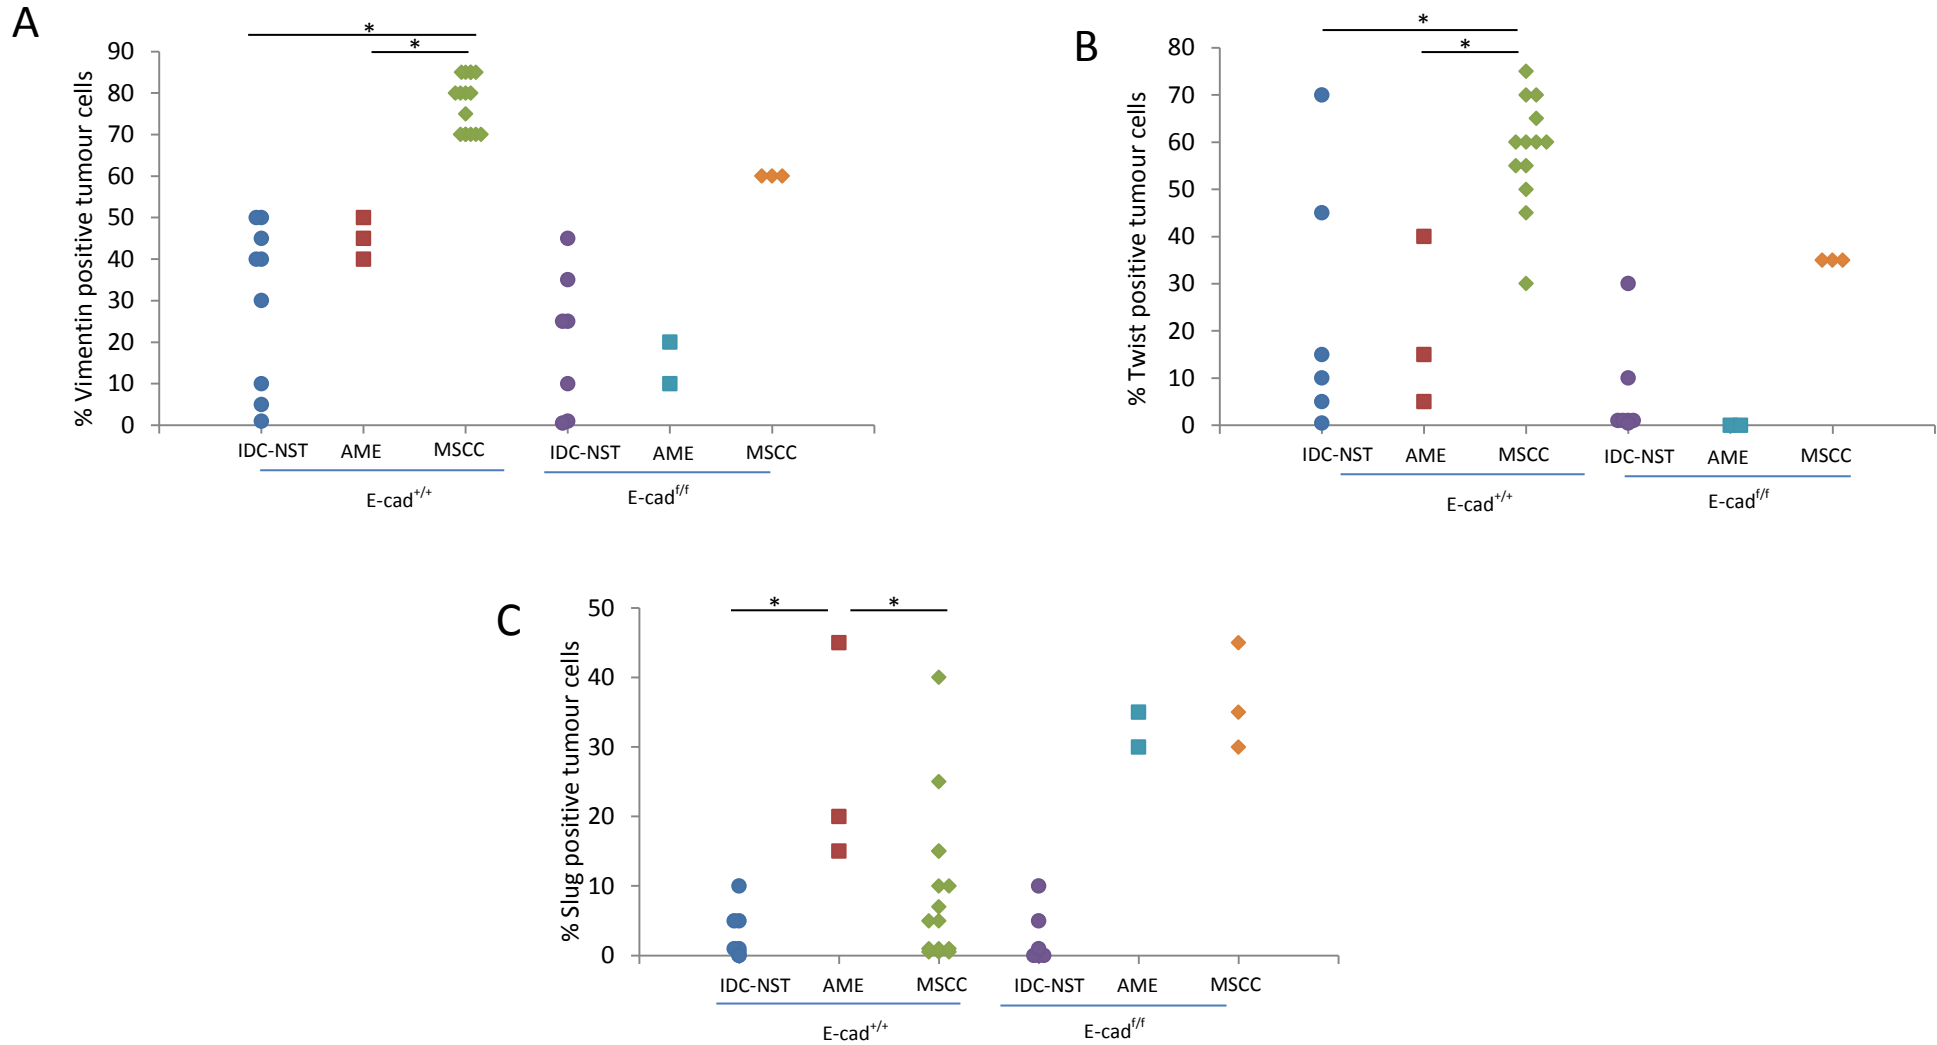 A
*
*
% Vimentin positive tumour cells
90
80
70
60
50
40
30
20
10
0
IDC-NST AME MSCC IDC-NST AME MSCC
E-cad+/+ E-cadf/f
B
*
*
% Twist positive tumour cells
80
70
60
50
40
30
20
10
0
IDC-NST AME MSCC IDC-NST AME MSCC
E-cad+/+ E-cadf/f
C
* *
% Slug positive tumour cells
50
40
30
20
10
0
IDC-NST AME MSCC IDC-NST AME MSCC
E-cad+/+ E-cadf/f